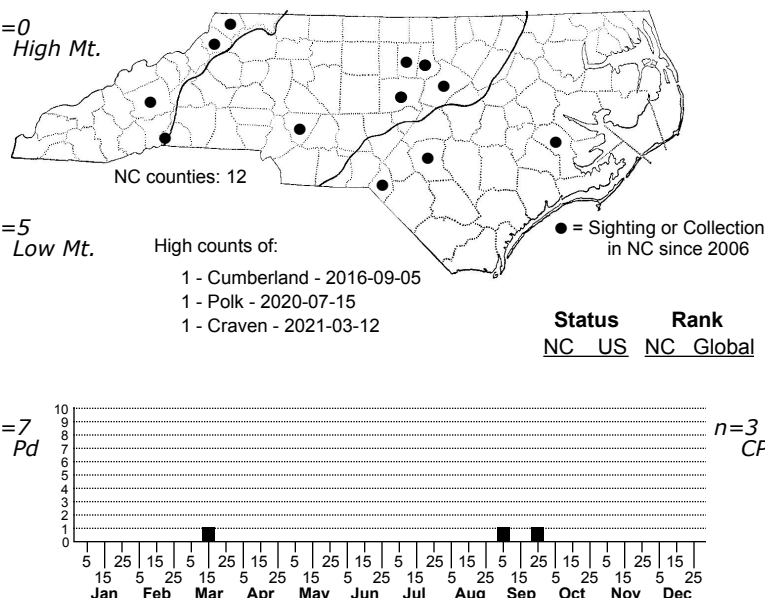 =0
High Mt.
NC counties: 12
=5
Low Mt.
High counts of:
1 - Cumberland - 2016-09-05
1 - Polk - 2020-07-15
1 - Craven - 2021-03-12
● = Sighting or Collection
in NC since 2006
Status Rank
NC US NC Global
=7
Pd
n=3
CP
10
9
8
7
6
5
4
3
2
1
0
5 25 15 5 25 15 5 25 15 5 25 15 5 25 15 5 25 15
15 5 25 15 5 25 15 5 25 15 5 25 15 5 25 15 5 25
Jan Feb Mar Apr May Jun Jul Aug Sep Oct Nov Dec